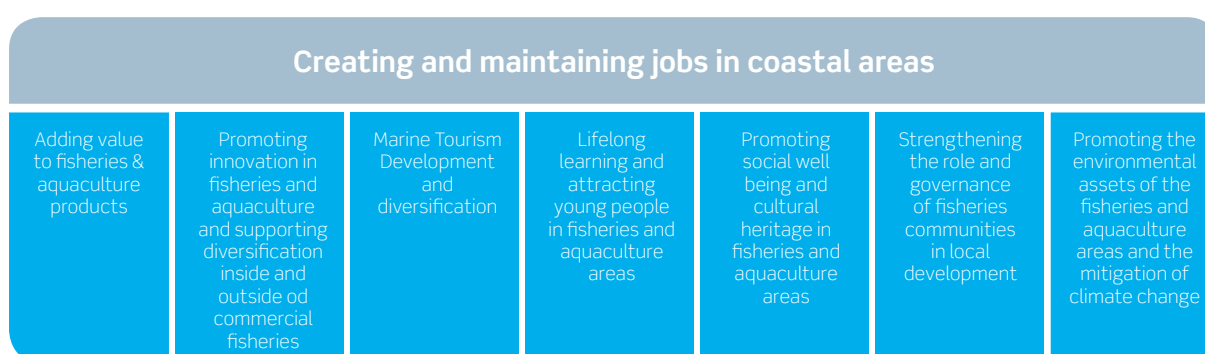 Creating and maintaining jobs in coastal areas
Adding value
to fisheries &
aquaculture
products
Promoting
innovation in
fisheries and
aquaculture
and supporting
diversification
inside and
outside od
commercial
fisheries
Marine Tourism
Development
and
diversification
Lifelong
learning and
attracting
young people
in fisheries and
aquaculture
areas
Promoting
social well
being and
cultural
heritage in
fisheries and
aquaculture
areas
Strengthening
the role and
governance
of fisheries
communities
in local
development
Promoting the
environmental
assets of the
fisheries and
aquaculture
areas and the
mitigation of
climate change